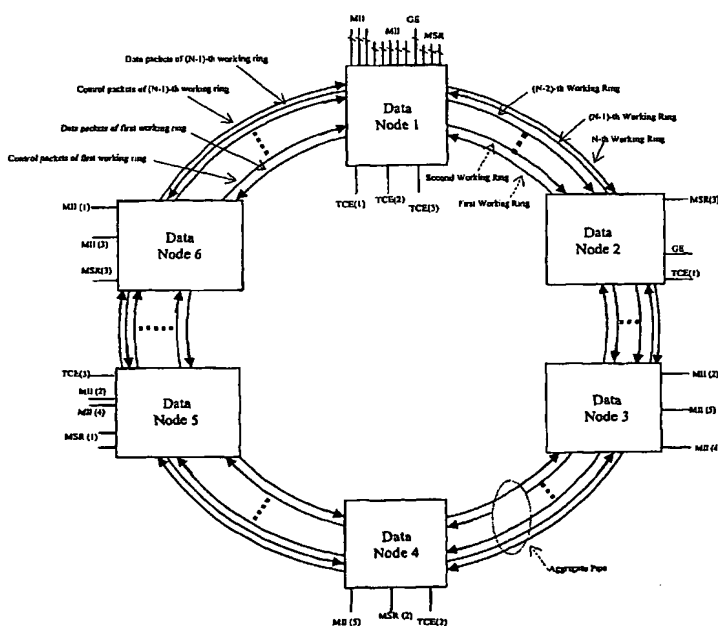 MII
MII
GE
MSR
Data packets of (N-1)-th working ring
Control packets of (N-1)-th working ring
Data packets of first working ring
Control packets of first working ring
Data
Node 1
(N-2)-th Working Ring
(N-1)-th Working Ring
N-th Working Ring
Second Working Ring
First Working Ring
TCE(1)
TCE(2)
TCE(3)
MII (1)
MII (3)
MSR(3)
Data
Node 6
Data
Node 2
MSR(3)
GE
TCE(1)
TCE(3)
MII (2)
MII (4)
MSR (1)
Data
Node 5
Data
Node 3
MII (2)
MII (5)
MII (4)
Data
Node 4
Aggregate Pipe
MII (5)
MSR (2)
TCE(2)